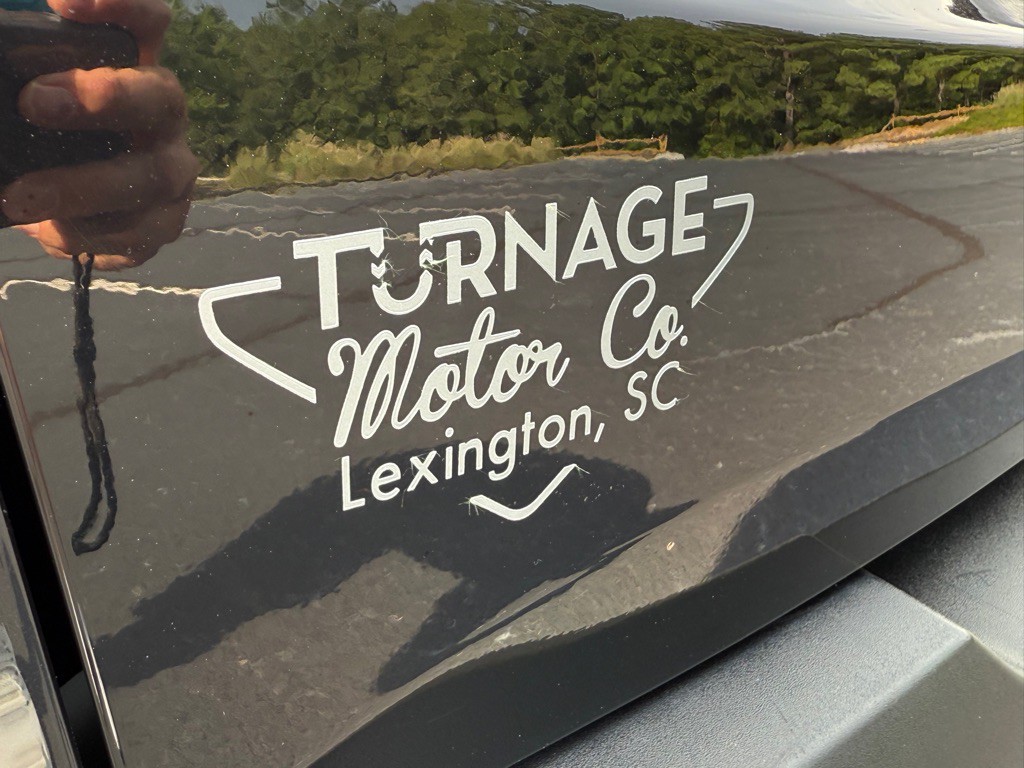 TURNAGE
Motor Co.
Lexington, SC